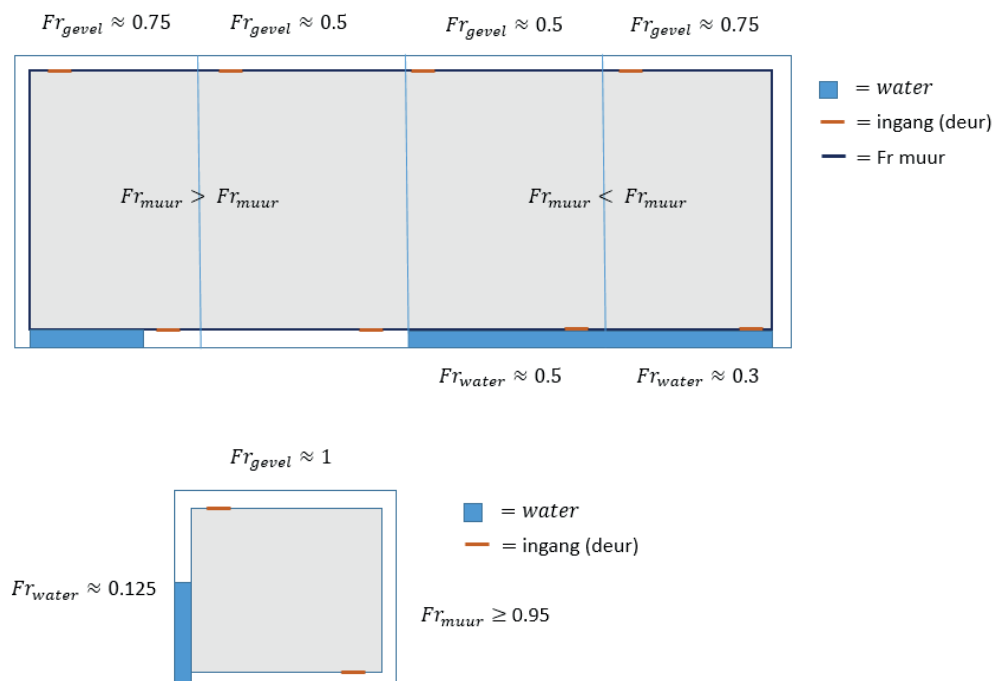 Fr_gevel ≈ 0.75 Fr_gevel ≈ 0.5 Fr_gevel ≈ 0.5 Fr_gevel ≈ 0.75
= water
= ingang (deur)
= Fr muur
Fr_muur > Fr_muur Fr_muur < Fr_muur
Fr_water ≈ 0.5 Fr_water ≈ 0.3
Fr_gevel ≈ 1
= water
= ingang (deur)
Fr_water ≈ 0.125
Fr_muur ≥ 0.95